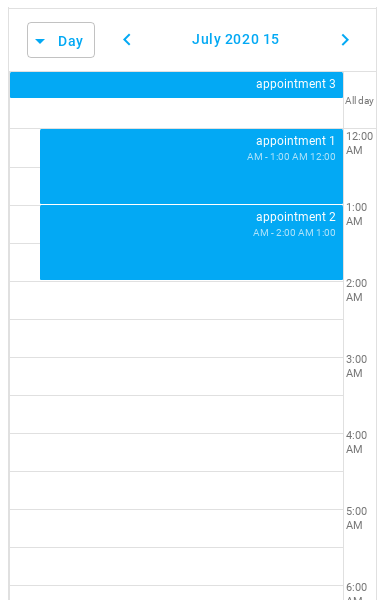 Day
July 2020 15
appointment 3
All day
12:00
AM
appointment 1
AM - 1:00 AM 12:00
1:00
AM
appointment 2
AM - 2:00 AM 1:00
2:00
AM
3:00
AM
4:00
AM
5:00
AM
6:00
AM